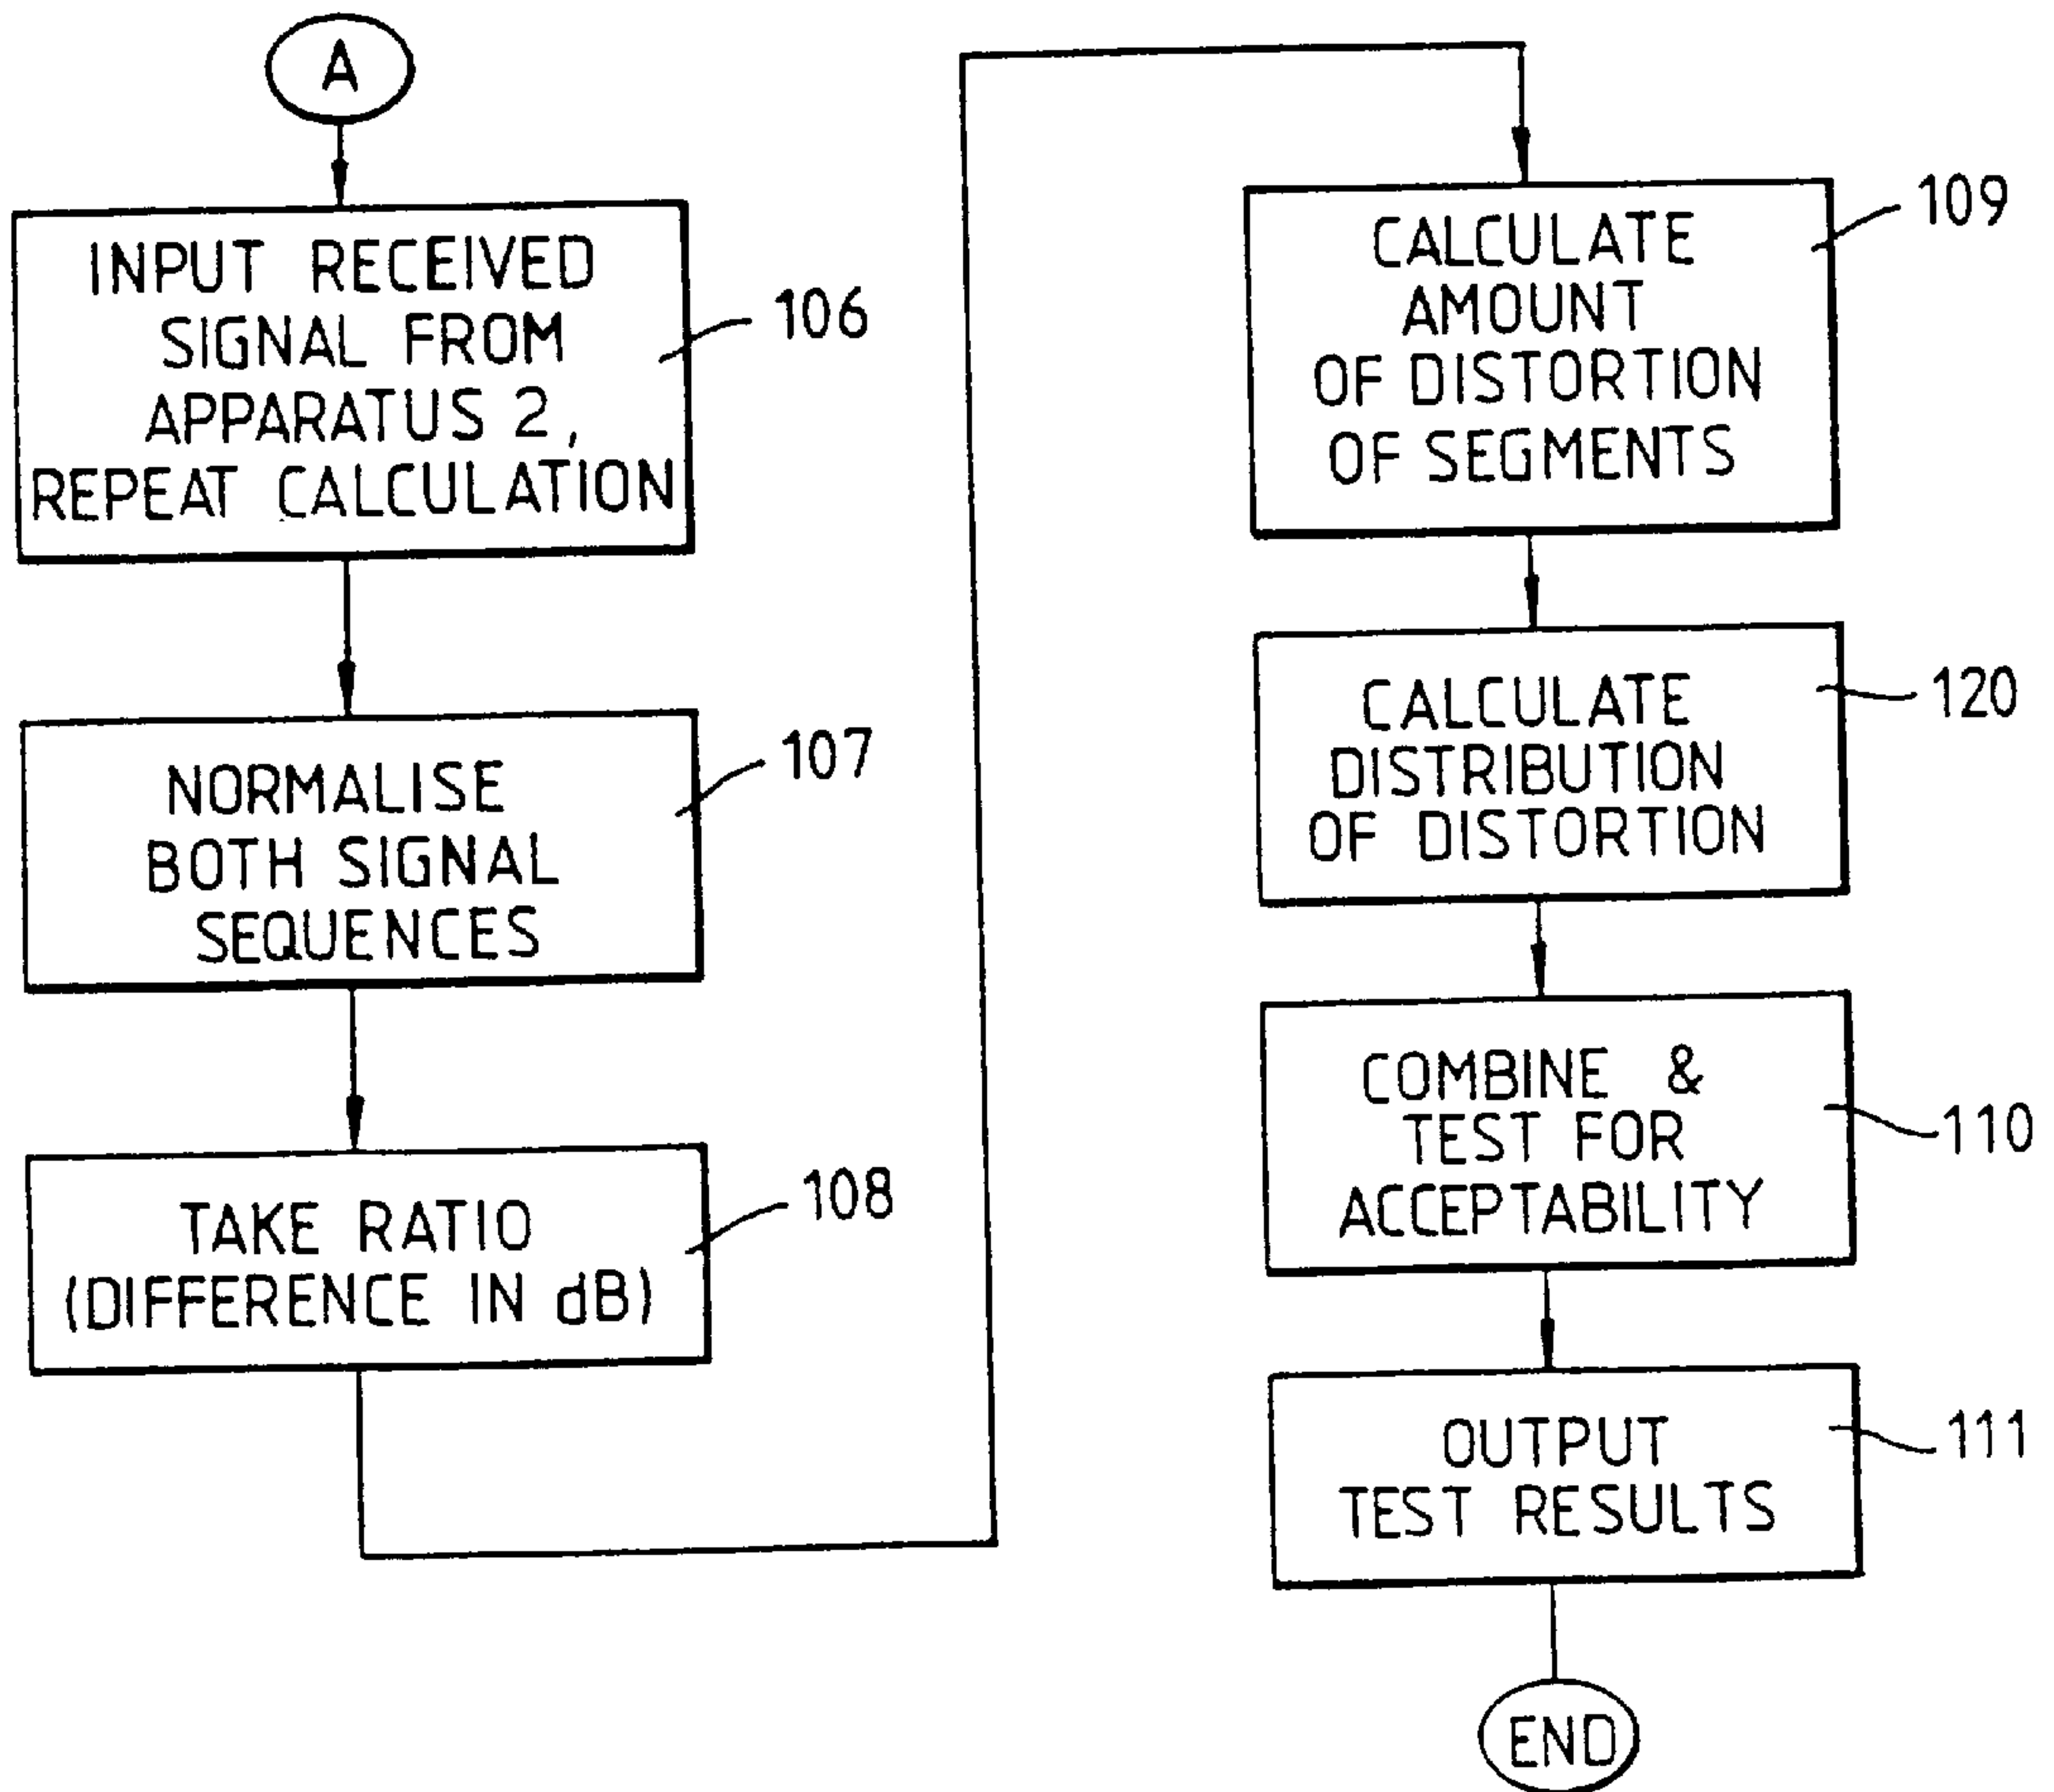 A
INPUT RECEIVED
SIGNAL FROM
APPARATUS 2,
REPEAT CALCULATION
106
NORMALISE
BOTH SIGNAL
SEQUENCES
107
TAKE RATIO
(DIFFERENCE IN dB)
108
CALCULATE
AMOUNT
OF DISTORTION
OF SEGMENTS
109
CALCULATE
DISTRIBUTION
OF DISTORTION
120
COMBINE &
TEST FOR
ACCEPTABILITY
110
OUTPUT
TEST RESULTS
111
END